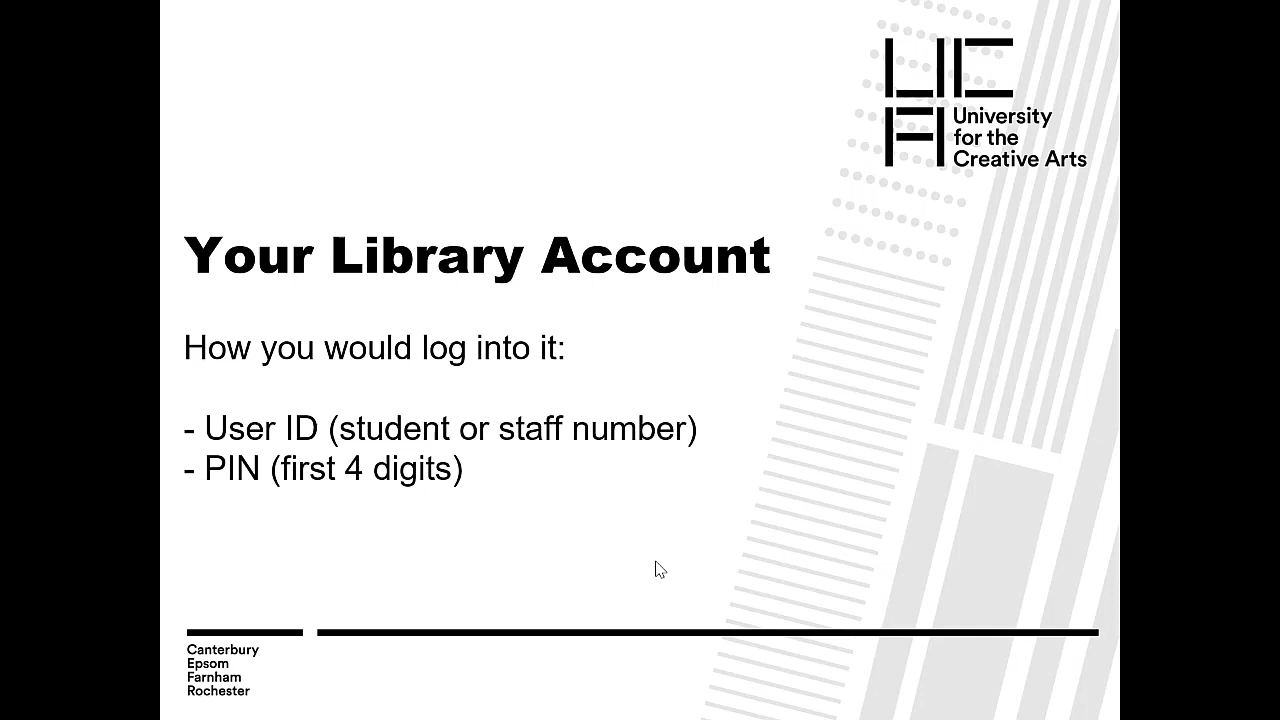 UC
A
University
for the
Creative Arts
Your Library Account
How you would log into it:
- User ID (student or staff number)
- PIN (first 4 digits)
Canterbury
Epsom
Farnham
Rochester